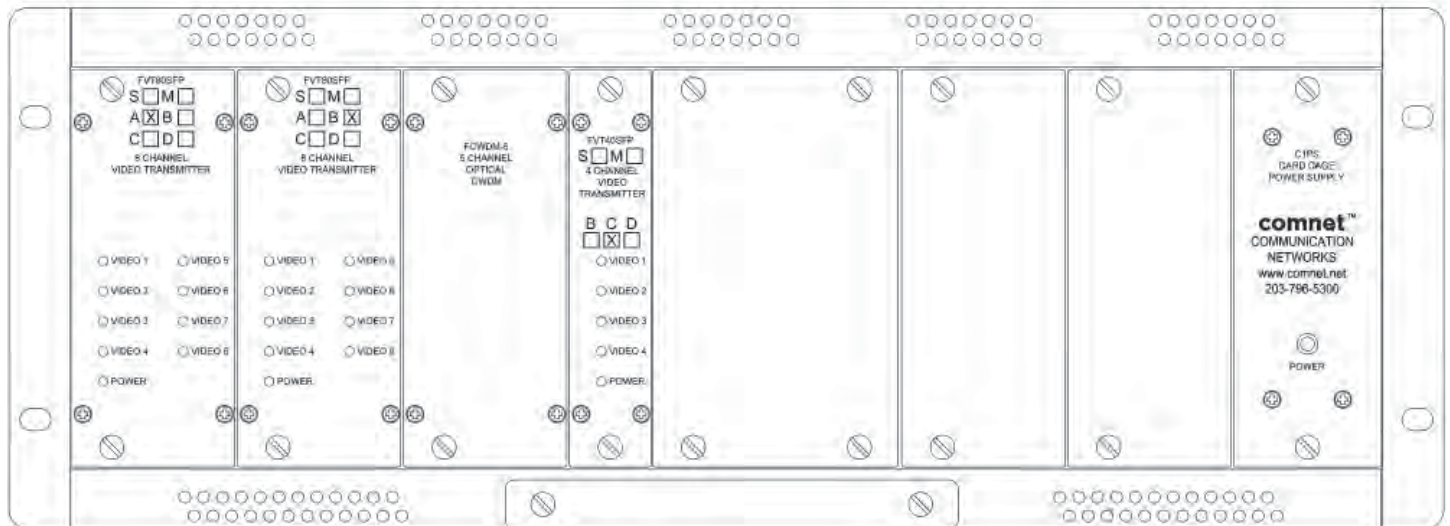 FVT80SFP
S M
A X B
C D
8 CHANNEL
VIDEO TRANSMITTER
VIDEO 1 VIDEO 5
VIDEO 2 VIDEO 6
VIDEO 3 VIDEO 7
VIDEO 4 VIDEO 8
POWER
FVT80SFP
S M
A B X
C D
8 CHANNEL
VIDEO TRANSMITTER
VIDEO 1 VIDEO 5
VIDEO 2 VIDEO 6
VIDEO 3 VIDEO 7
VIDEO 4 VIDEO 8
POWER
CHANNEL
OPTICAL
CWDM
FVT40SFP
S M
4 CHANNEL
VIDEO
TRANSMITTER
B C D
X
VIDEO 1
VIDEO 2
VIDEO 3
VIDEO 4
POWER
C1PS
CARD CAGE
POWER SUPPLY
comnet™
COMMUNICATION
NETWORKS
www.comnet.net
203-796-5300
POWER